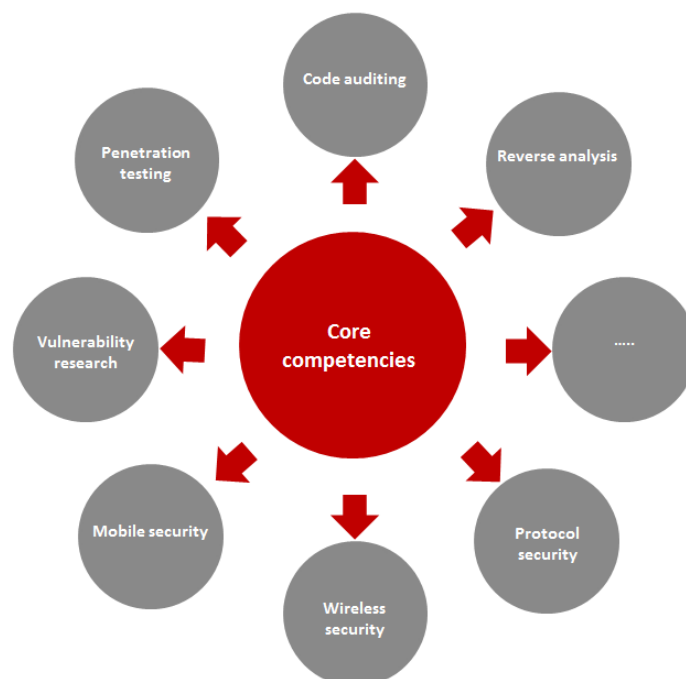 Code auditing
Penetration
testing
Reverse analysis
Core
competencies
Vulnerability
research
.....
Mobile security
Protocol
security
Wireless
security